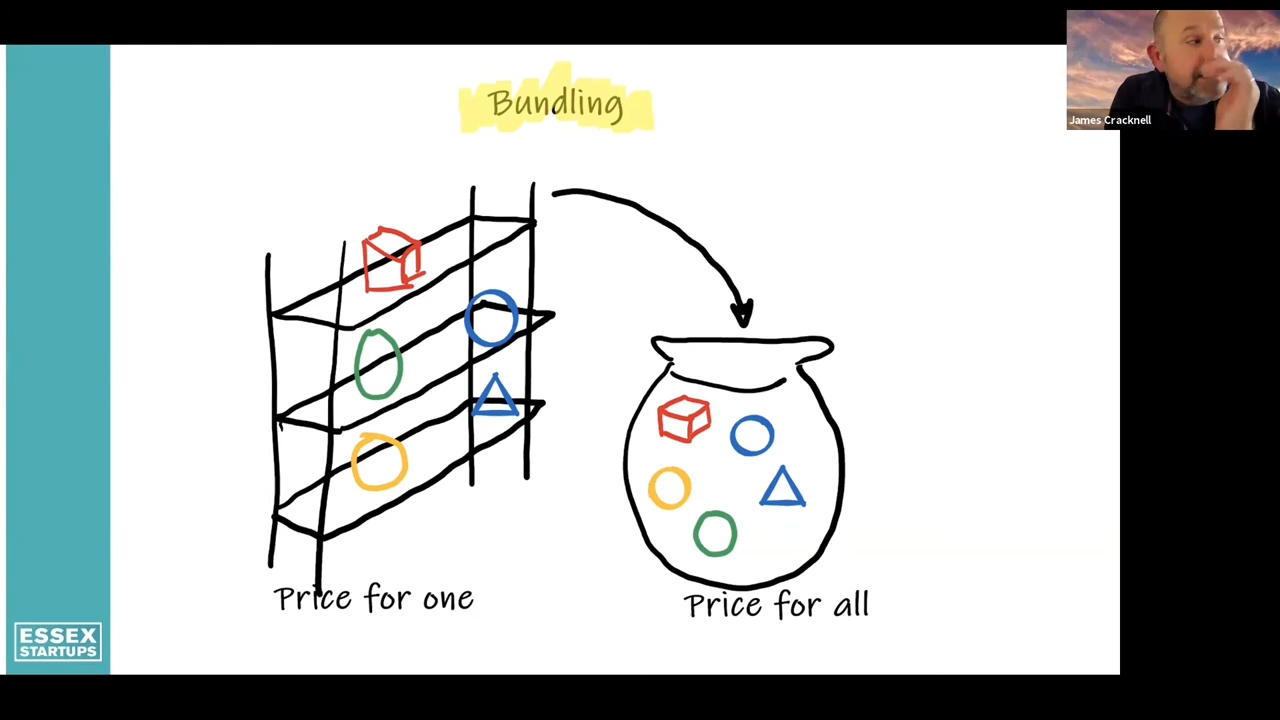 Bundling
James Cracknell
Price for one
Price for all
ESSEX
STARTUPS